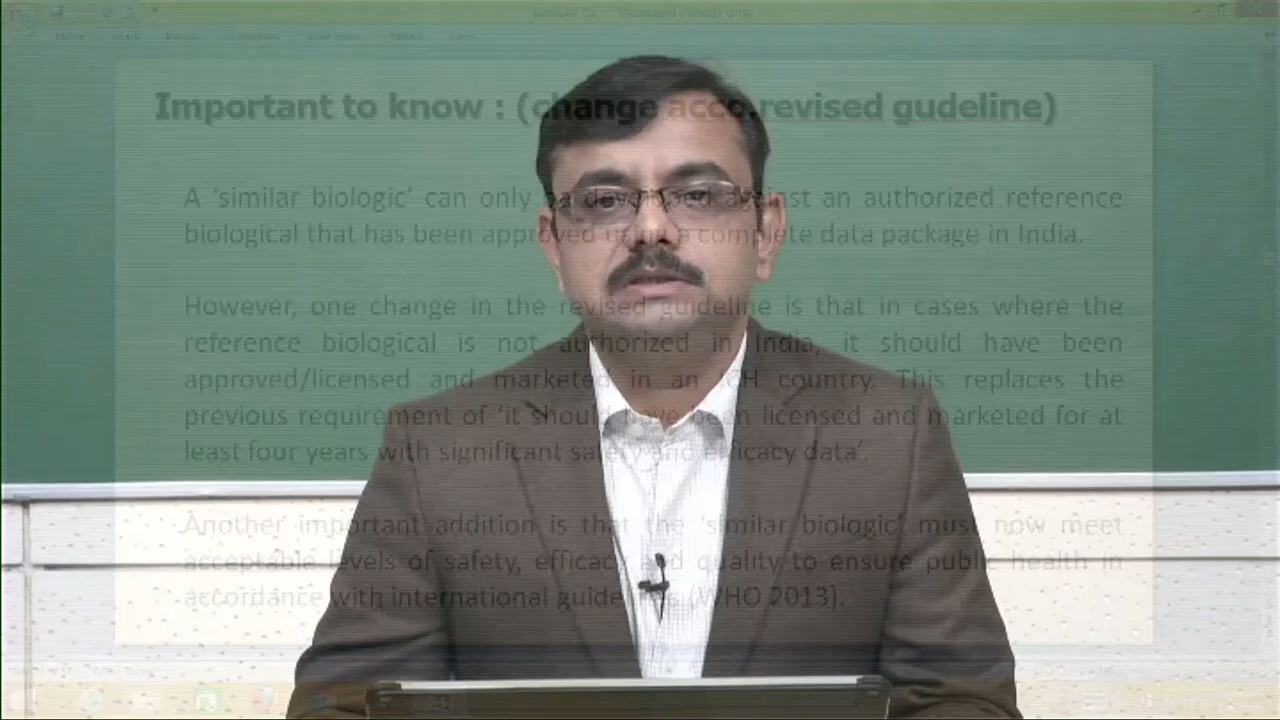 Important to know : (change acco.revised gudeline)
A 'similar biologic' can only be developed against an authorized reference
biological that has been approved using a complete data package in India.
However, one change in the revised guideline is that in cases where the
reference biological is not authorized in India, it should have been
approved/licensed and marketed in an ICH country. This replaces the
previous requirement of 'it should have been licensed and marketed for at
least four years with significant safety and efficacy data'.
Another important addition is that the 'similar biologic' must now meet
acceptable levels of safety, efficacy and quality to ensure public health in
accordance with international guidelines (WHO 2013).